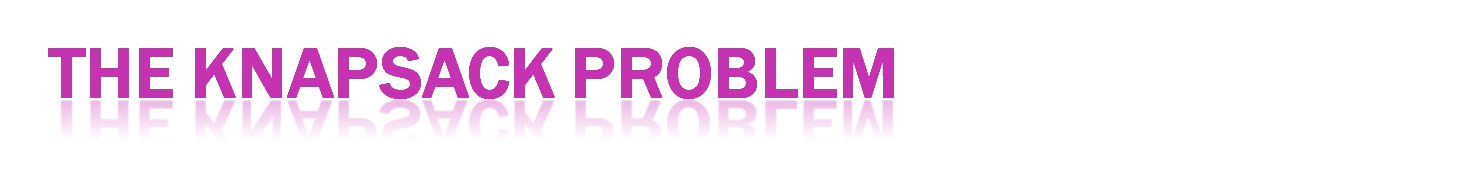 THE KNAPSACK PROBLEM